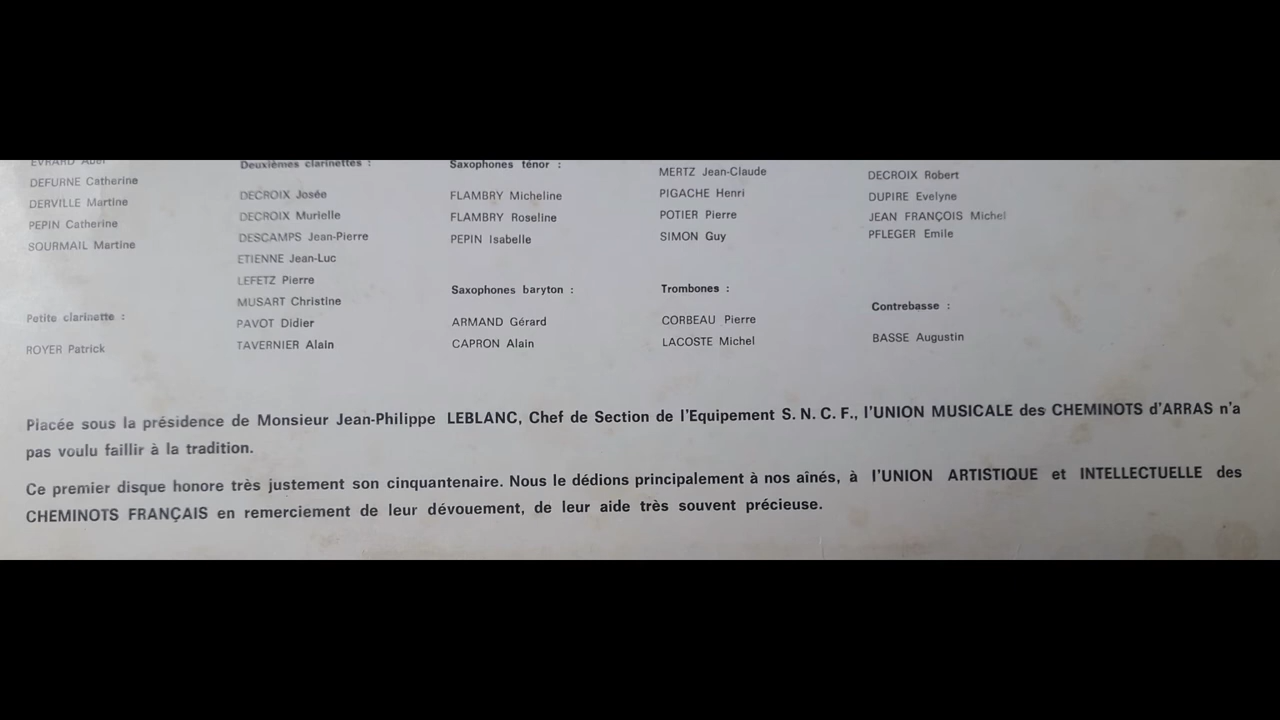 EVRARD Abel
DEFURNE Catherine
DERVILLE Martine
PEPIN Catherine
SOURMAIL Martine
Petite clarinette :
ROYER Patrick
Deuxièmes clarinettes :
DECROIX Josée
DECROIX Murielle
DESCAMPS Jean-Pierre
ETIENNE Jean-Luc
LEFETZ Pierre
MUSART Christine
PAVOT Didier
TAVERNIER Alain
Saxophones ténor :
FLAMBRY Micheline
FLAMBRY Roseline
PEPIN Isabelle
Saxophones baryton :
ARMAND Gérard
CAPRON Alain
MERTZ Jean-Claude
PIGACHE Henri
POTIER Pierre
SIMON Guy
Trombones :
CORBEAU Pierre
LACOSTE Michel
DECROIX Robert
DUPIRE Evelyne
JEAN FRANÇOIS Michel
PFLEGER Emile
Contrebasse :
BASSE Augustin
Placée sous la présidence de Monsieur Jean-Philippe LEBLANC, Chef de Section de l'Equipement S. N. C. F., l'UNION MUSICALE des CHEMINOTS d'ARRAS n'a
pas voulu faillir à la tradition.
Ce premier disque honore très justement son cinquantenaire. Nous le dédions principalement à nos aînés, à l'UNION ARTISTIQUE et INTELLECTUELLE des
CHEMINOTS FRANÇAIS en remerciement de leur dévouement, de leur aide très souvent précieuse.